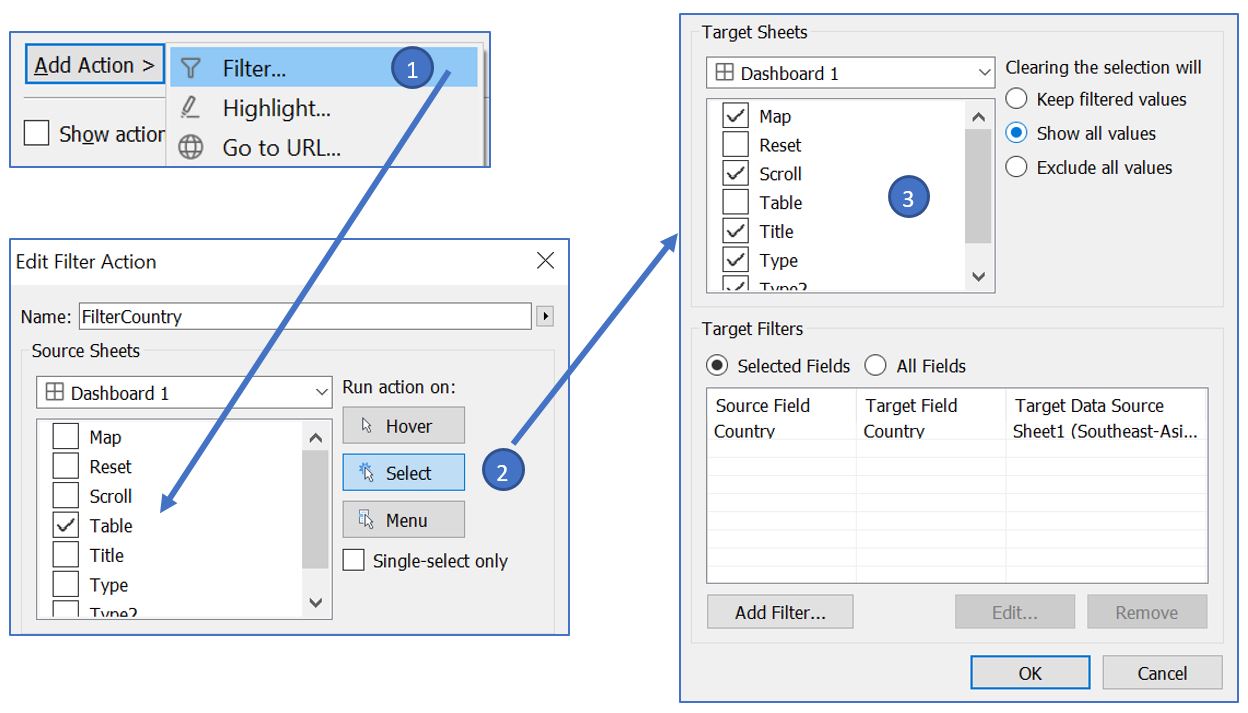 Add Action >
Filter...
1
Highlight...
Show action
Go to URL...
Edit Filter Action
Name: FilterCountry
Source Sheets
Dashboard 1
Map
Reset
Scroll
Table
Title
Type
Type2
Run action on:
Hover
Select
2
Menu
Single-select only
Target Sheets
Dashboard 1
Map
Reset
Scroll
Table
Title
Type
Type2
3
Clearing the selection will
Keep filtered values
Show all values
Exclude all values
Target Filters
Selected Fields All Fields
Source Field Target Field Target Data Source
Country Country Sheet1 (Southeast-Asi...
Add Filter... Edit... Remove
OK Cancel